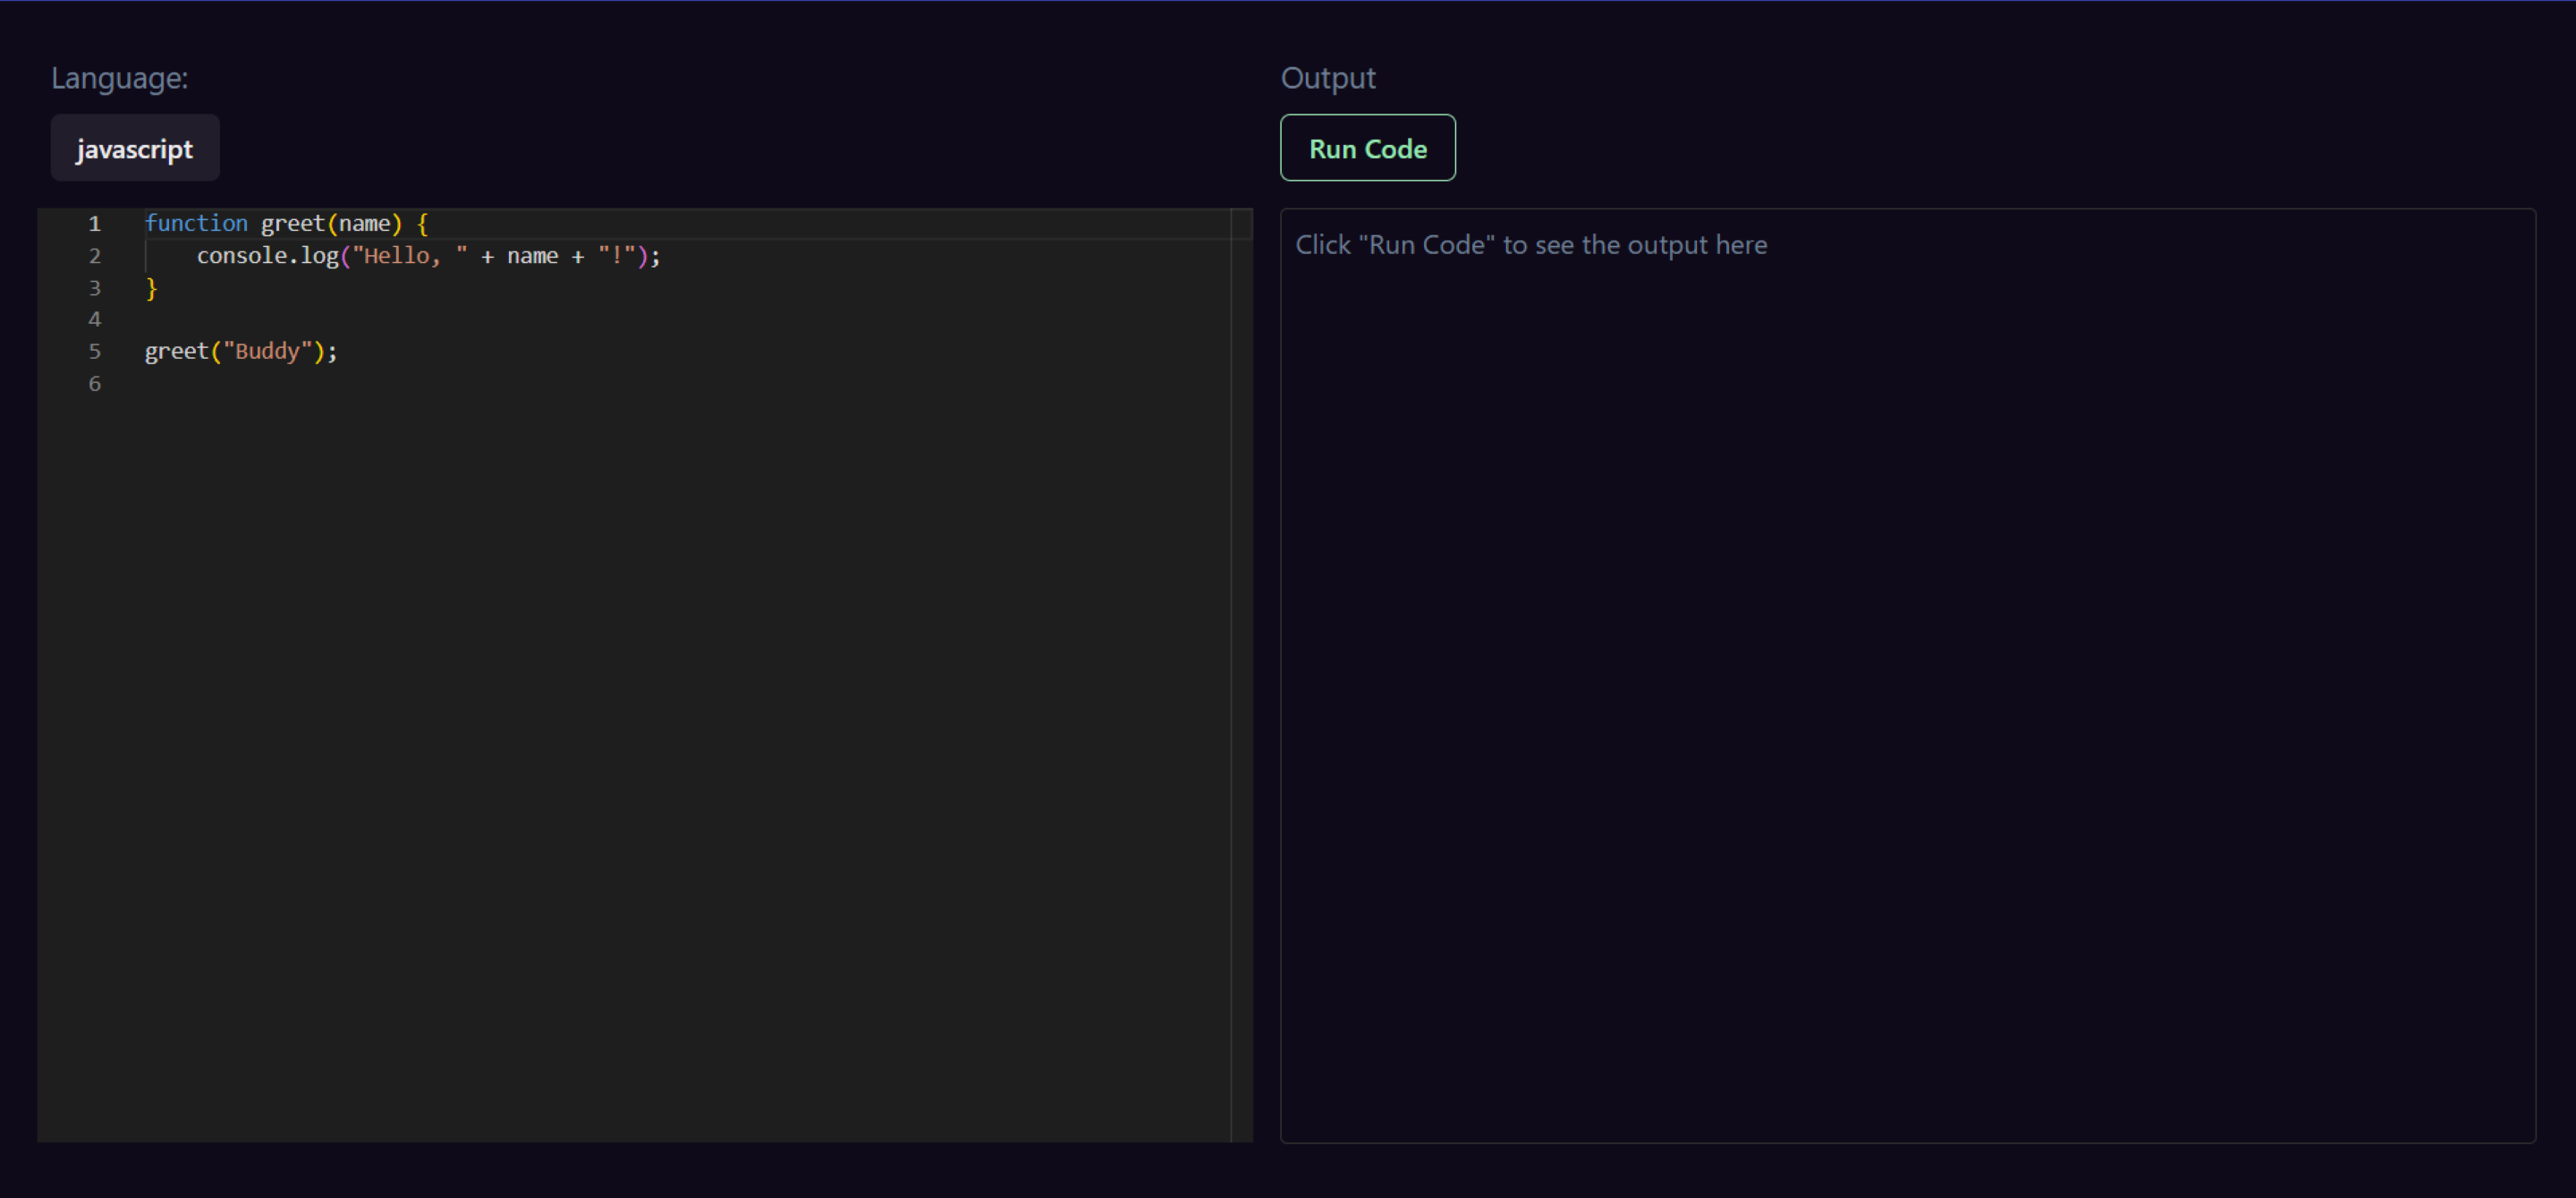 Language:
javascript
1 function greet(name) {
2     console.log("Hello, " + name + "!");
3 }
4
5 greet("Buddy");
6
Output
Run Code
Click "Run Code" to see the output here